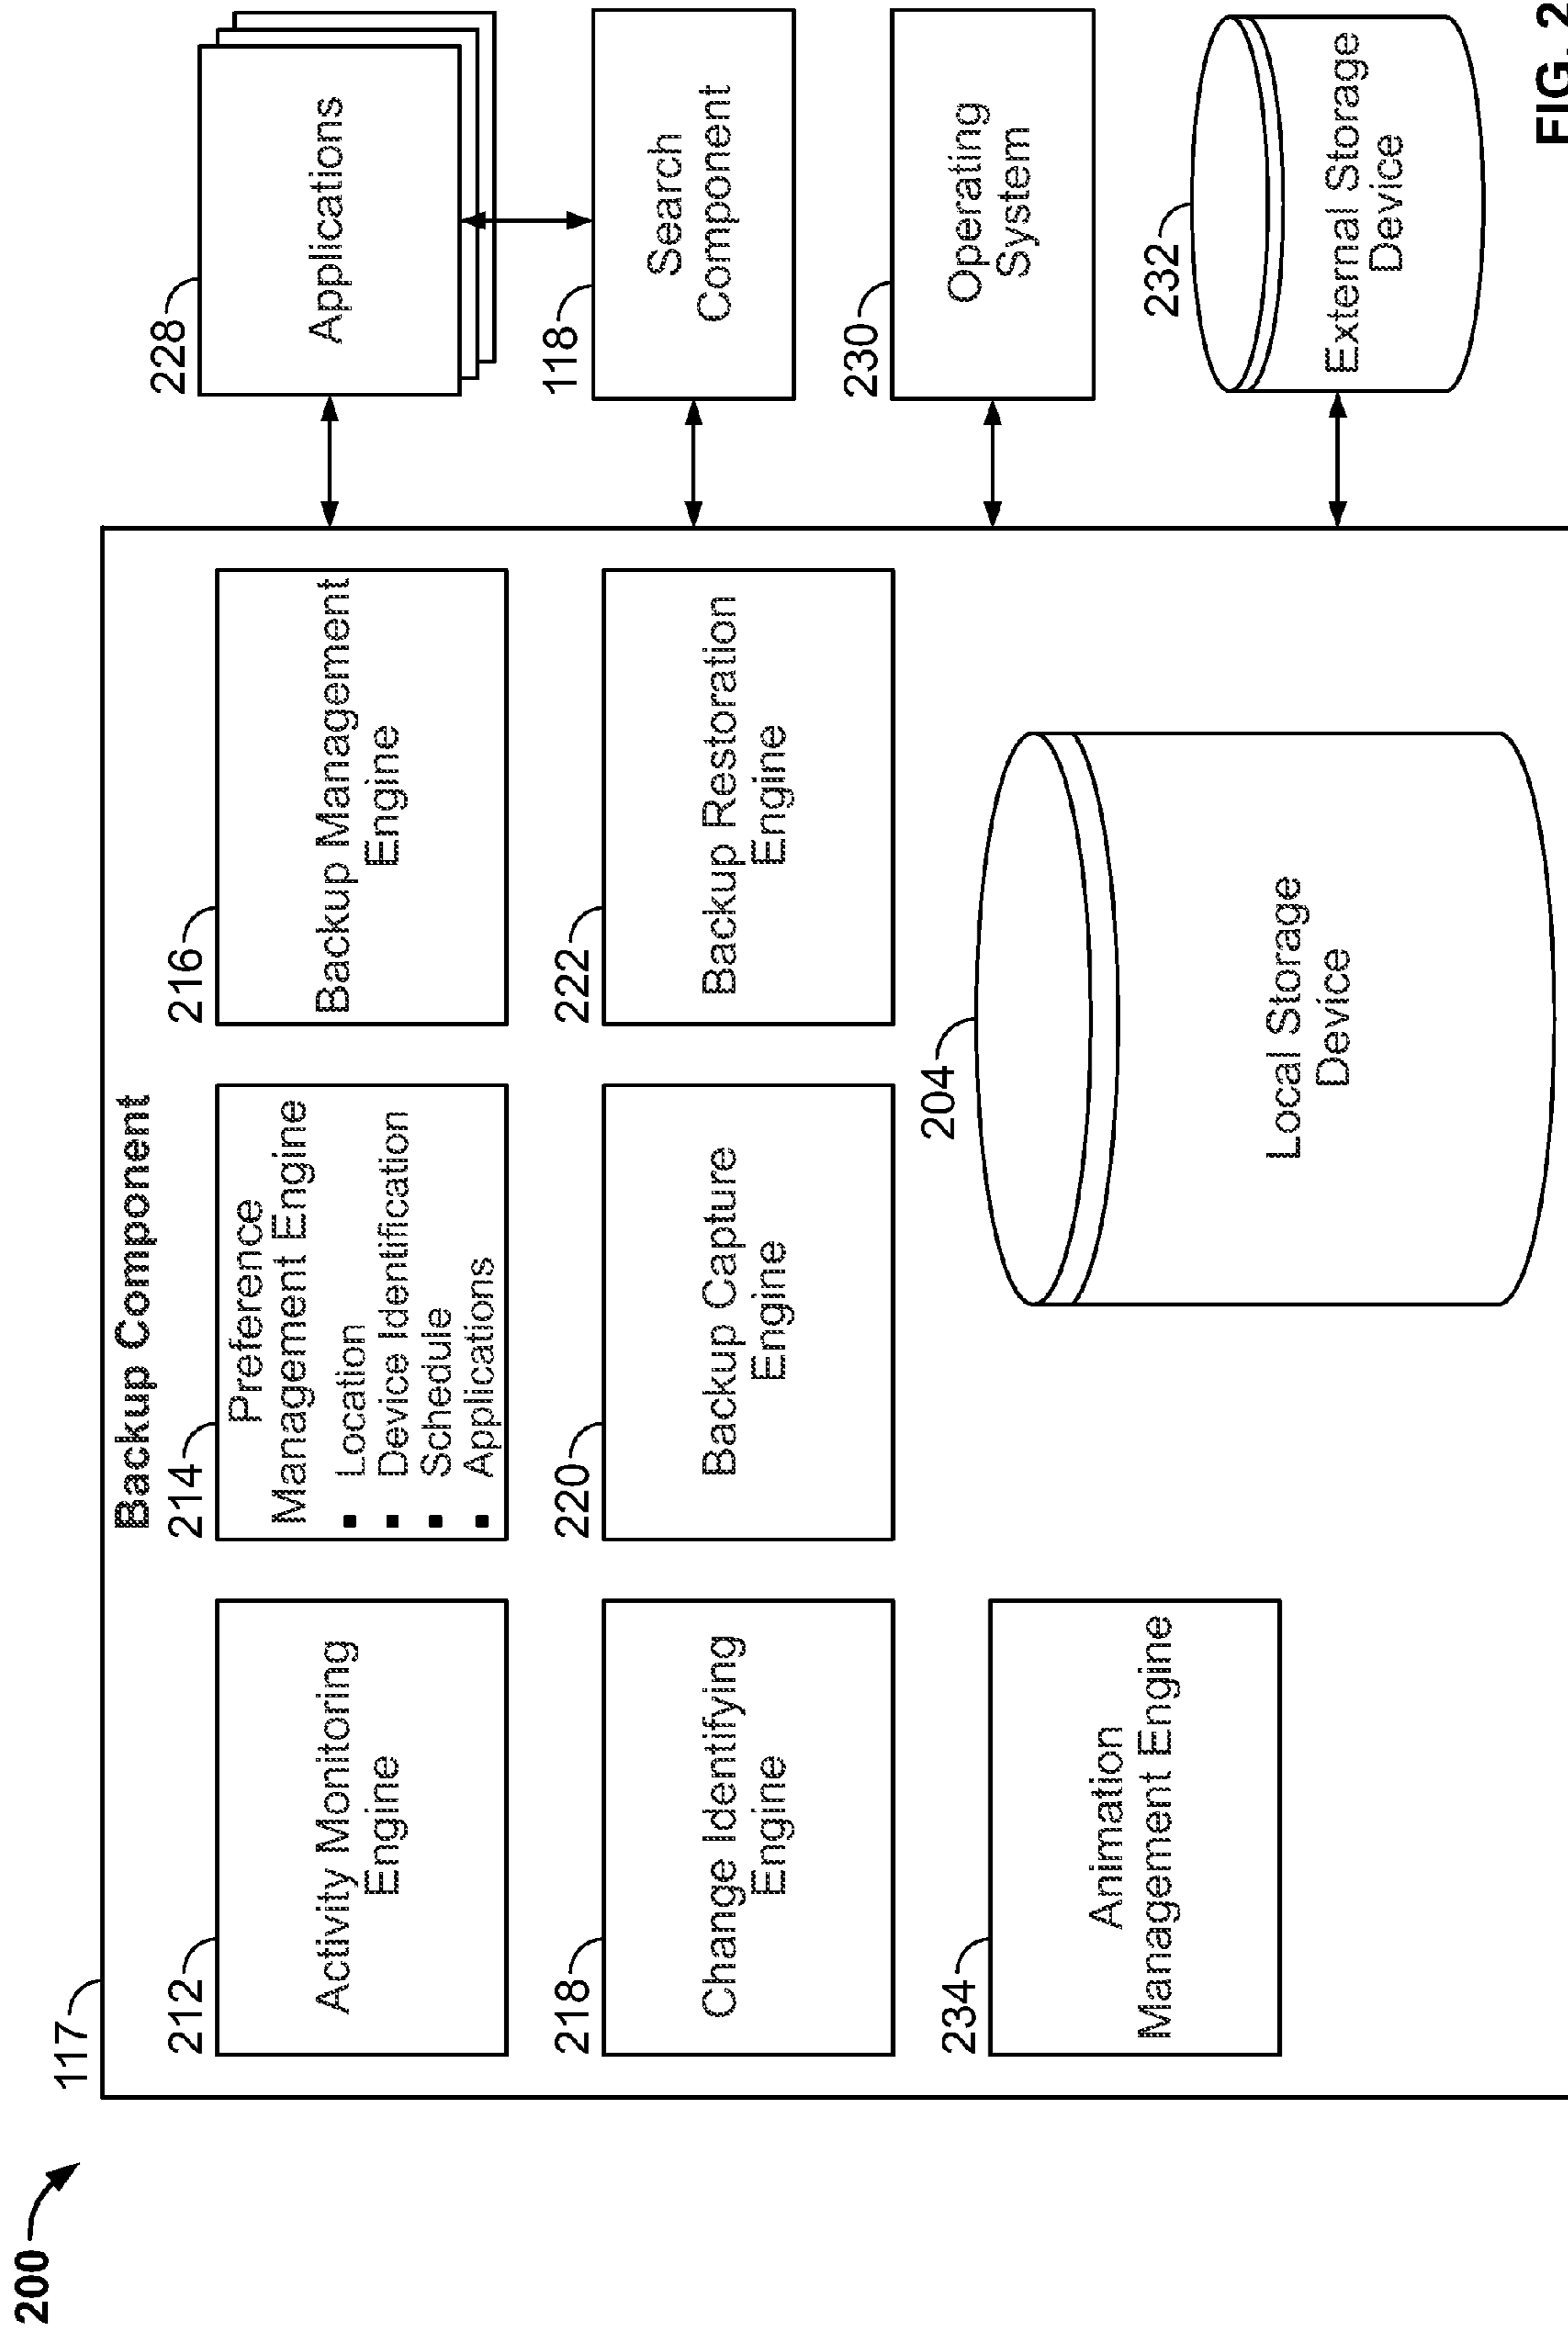 200
117
Backup Component
212
Activity Monitoring
Engine
214
Preference
Management Engine
▪ Location
▪ Device Identification
▪ Schedule
▪ Applications
216
Backup Management
Engine
218
Change Identifying
Engine
220
Backup Capture
Engine
222
Backup Restoration
Engine
234
Animation
Management Engine
204
Local Storage
Device
228
Applications
118
Search
Component
230
Operating
System
232
External Storage
Device
FIG. 2